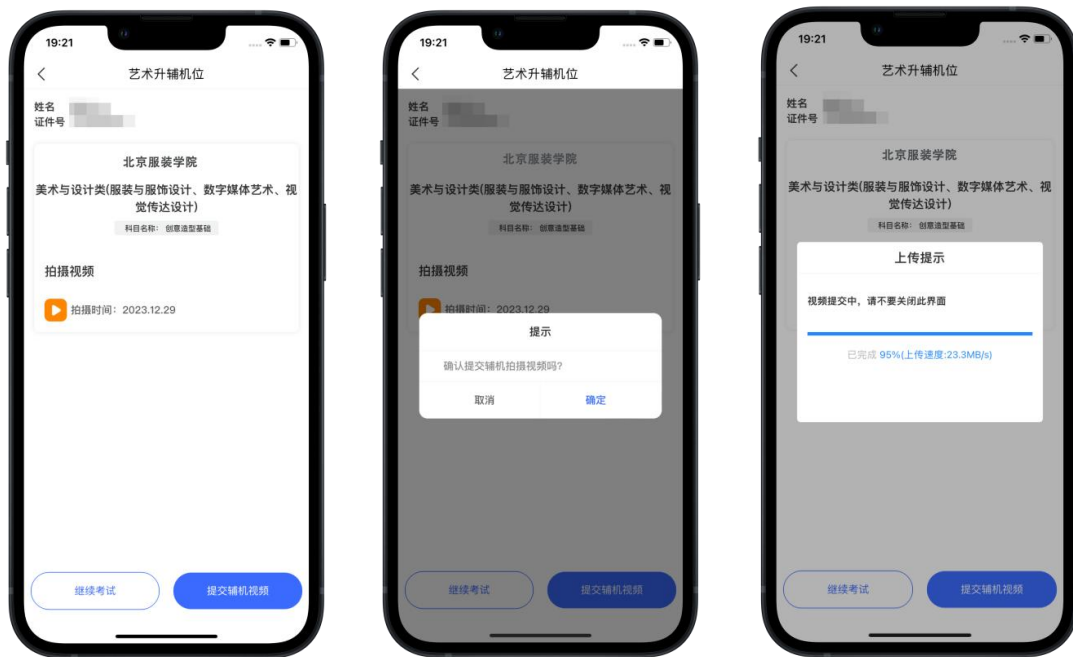 19:21
艺术升辅机位
姓名
证件号
北京服装学院
美术与设计类(服装与服饰设计、数字媒体艺术、视
觉传达设计)
科目名称: 创意造型基础
拍摄视频
拍摄时间: 2023.12.29
继续考试
提交辅机视频
19:21
艺术升辅机位
姓名
证件号
北京服装学院
美术与设计类(服装与服饰设计、数字媒体艺术、视
觉传达设计)
科目名称: 创意造型基础
拍摄视频
拍摄时间: 2023.12.29
提示
确认提交辅机拍摄视频吗?
取消
确定
继续考试
提交辅机视频
19:21
艺术升辅机位
姓名
证件号
北京服装学院
美术与设计类(服装与服饰设计、数字媒体艺术、视
觉传达设计)
科目名称: 创意造型基础
上传提示
视频提交中，请不要关闭此界面
已完成 95%(上传速度:23.3MB/s)
继续考试
提交辅机视频